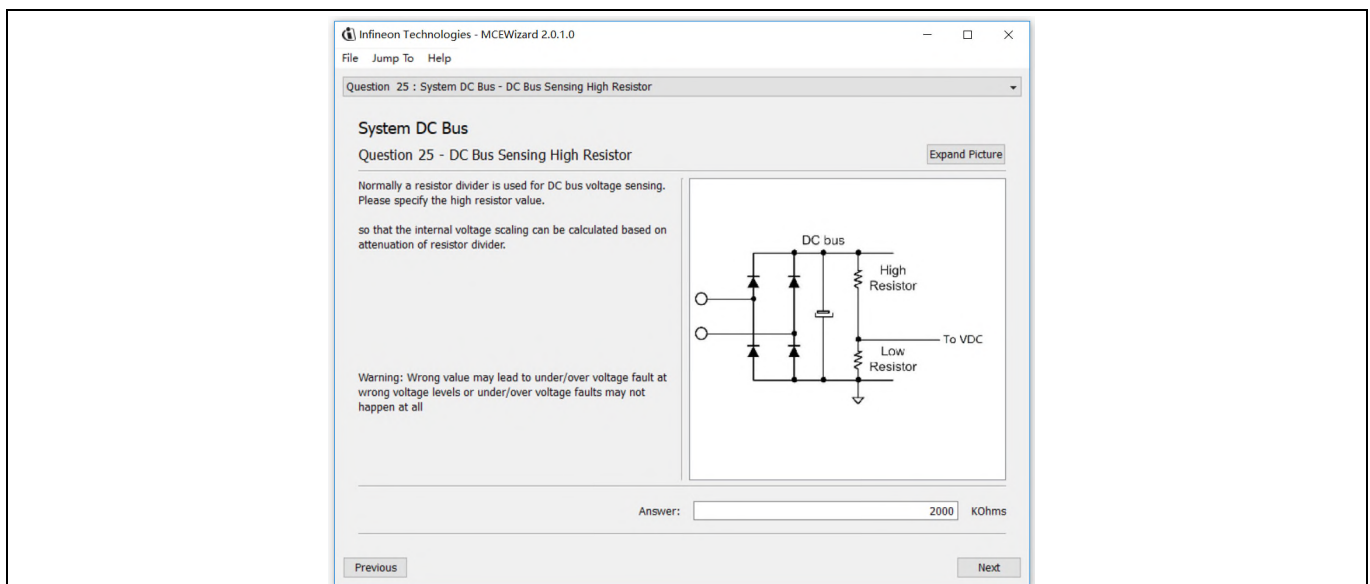 Infineon Technologies - MCEWizard 2.0.1.0
File Jump To Help
Question 25 : System DC Bus - DC Bus Sensing High Resistor
System DC Bus
Question 25 - DC Bus Sensing High Resistor
Expand Picture
Normally a resistor divider is used for DC bus voltage sensing.
Please specify the high resistor value.
so that the internal voltage scaling can be calculated based on
attenuation of resistor divider.
Warning: Wrong value may lead to under/over voltage fault at
wrong voltage levels or under/over voltage faults may not
happen at all
DC bus
High
Resistor
To VDC
Low
Resistor
Answer: 2000 KOhms
Previous Next